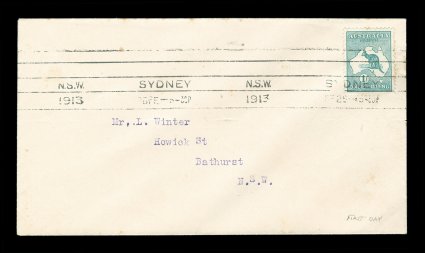 AUSTRALIA
N.S.W. SYDNEY N.S.W. SYDNEY
1913 1913
Mr,.L. Winter
Howick St
Bathurst
N.S.W.
FIRST DAY